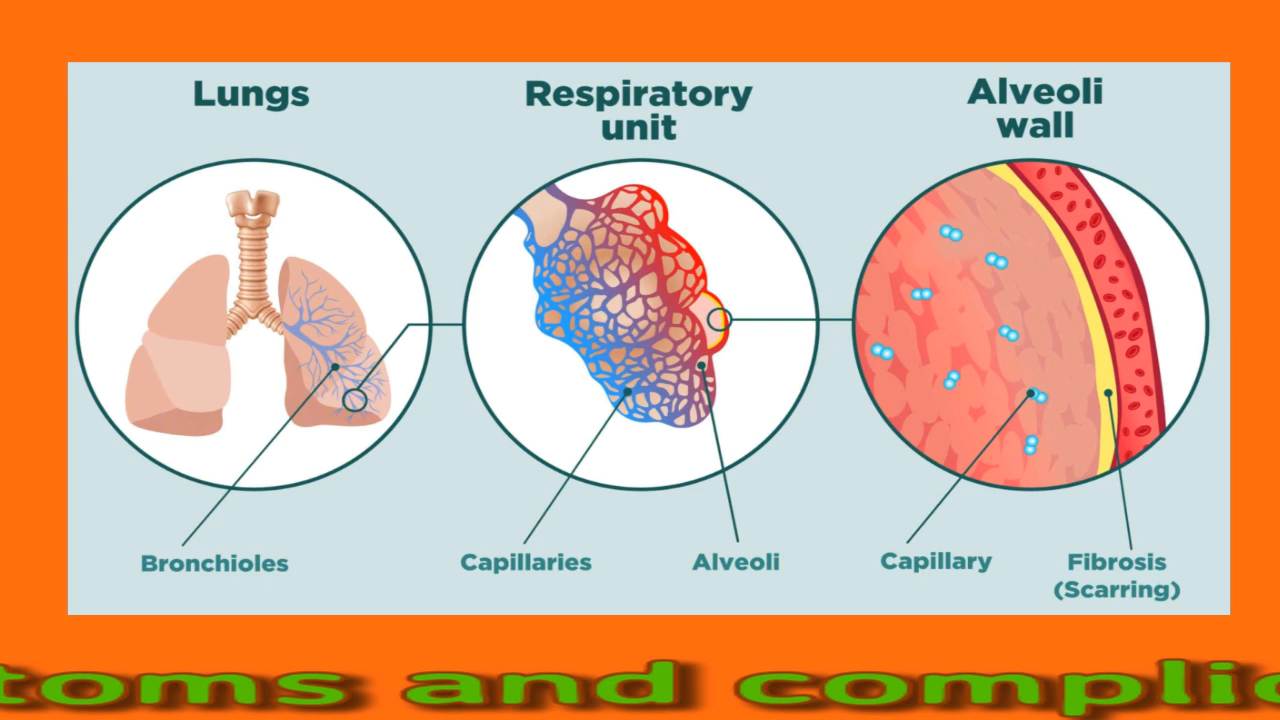 Lungs
Respiratory
unit
Alveoli
wall
Bronchioles
Capillaries
Alveoli
Capillary
Fibrosis
(Scarring)
toms and complic